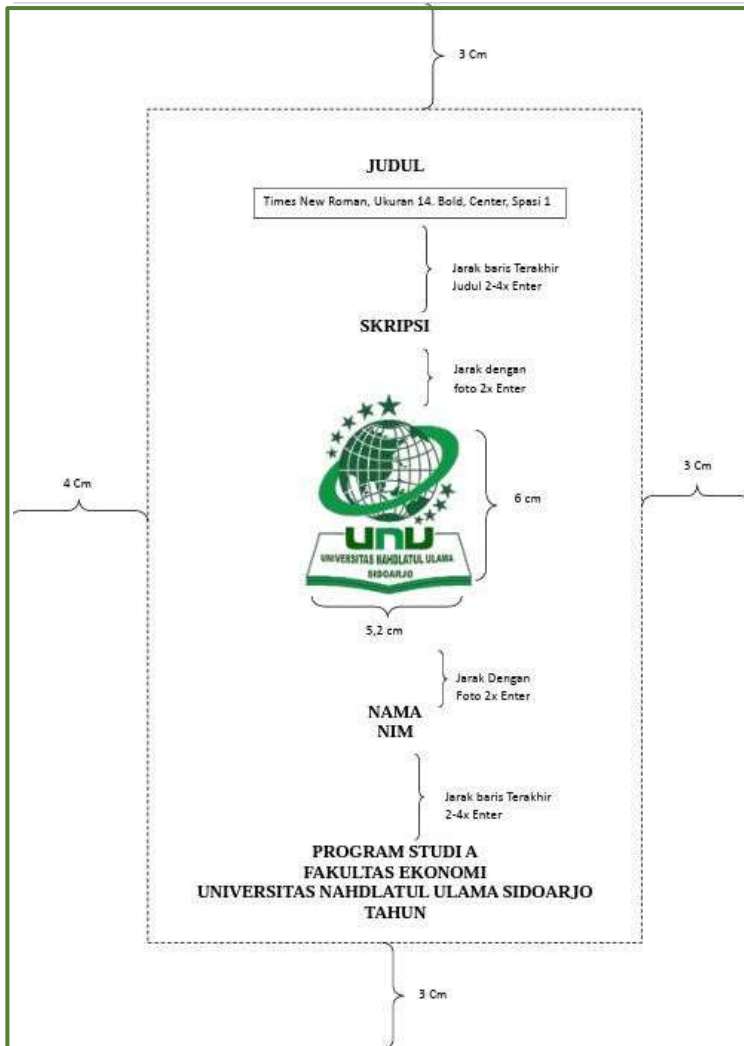 3 Cm
JUDUL
Times New Roman, Ukuran 14. Bold, Center, Spasi 1
Jarak baris Terakhir
Judul 2-4x Enter
SKRIPSI
Jarak dengan
foto 2x Enter
4 Cm
3 Cm
6 cm
UNU
UNIVERSITAS NAHDLATUL ULAMA
SIDOARJO
5,2 cm
Jarak Dengan
Foto 2x Enter
NAMA
NIM
Jarak baris Terakhir
2-4x Enter
PROGRAM STUDI A
FAKULTAS EKONOMI
UNIVERSITAS NAHDLATUL ULAMA SIDOARJO
TAHUN
3 Cm